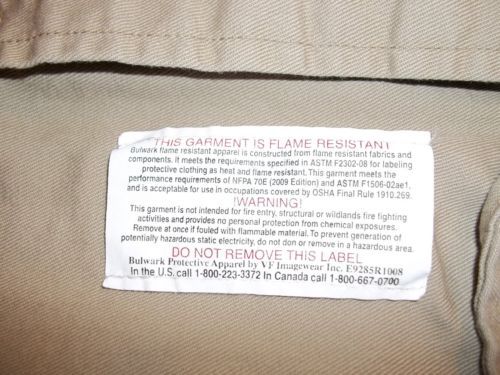 THIS GARMENT IS FLAME RESISTANT
Bulwark flame resistant apparel is constructed from flame resistant fabrics and
components. It meets the requirements specified in ASTM F2302-08 for labeling
protective clothing as heat and flame resistant. This garment meets the
performance requirements of NFPA 70E (2009 Edition) and ASTM F1506-02ae1,
and is acceptable for use in occupations covered by OSHA Final Rule 1910.269.
!WARNING!
This garment is not intended for fire entry, structural or wildlands fire fighting
activities and provides no personal protection from chemical exposures.
Remove at once if fouled with flammable material. To prevent generation of
potentially hazardous static electricity, do not don or remove in a hazardous area.
DO NOT REMOVE THIS LABEL
Bulwark Protective Apparel by VF Imagewear Inc. E9285R1008
In the U.S. call 1-800-223-3372 In Canada call 1-800-667-0700